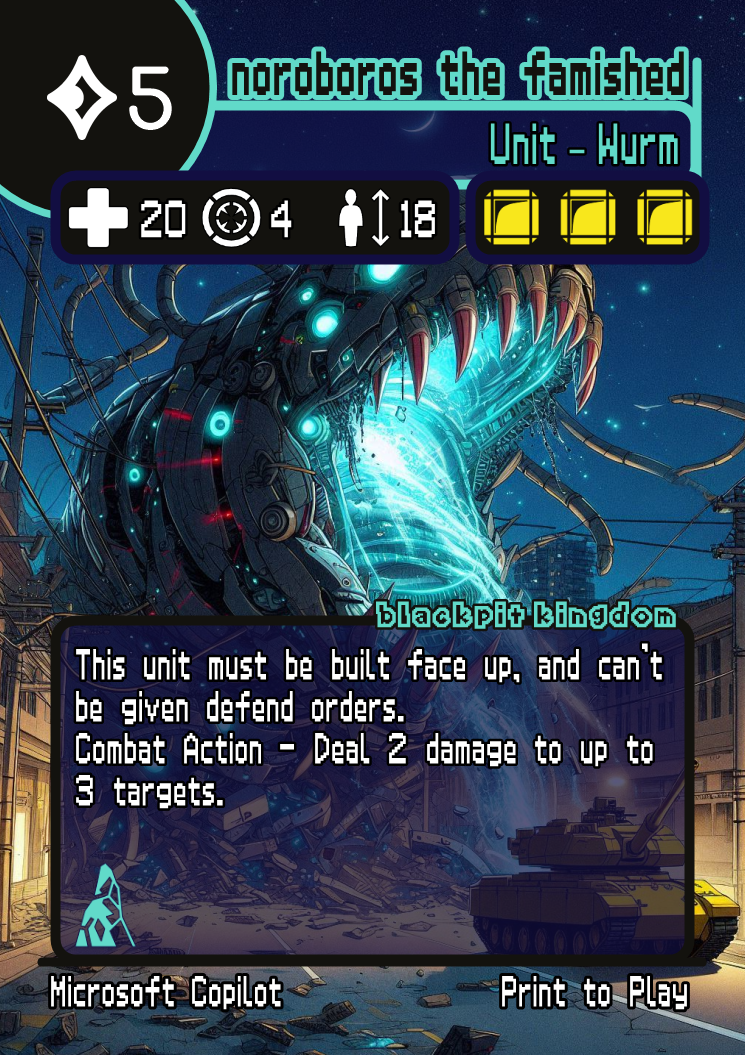 5
noroboros the famished
Unit - Wurm
20 4 18
blackpit kingdom
This unit must be built face up, and can't
be given defend orders.
Combat Action - Deal 2 damage to up to
3 targets.
Microsoft Copilot
Print to Play